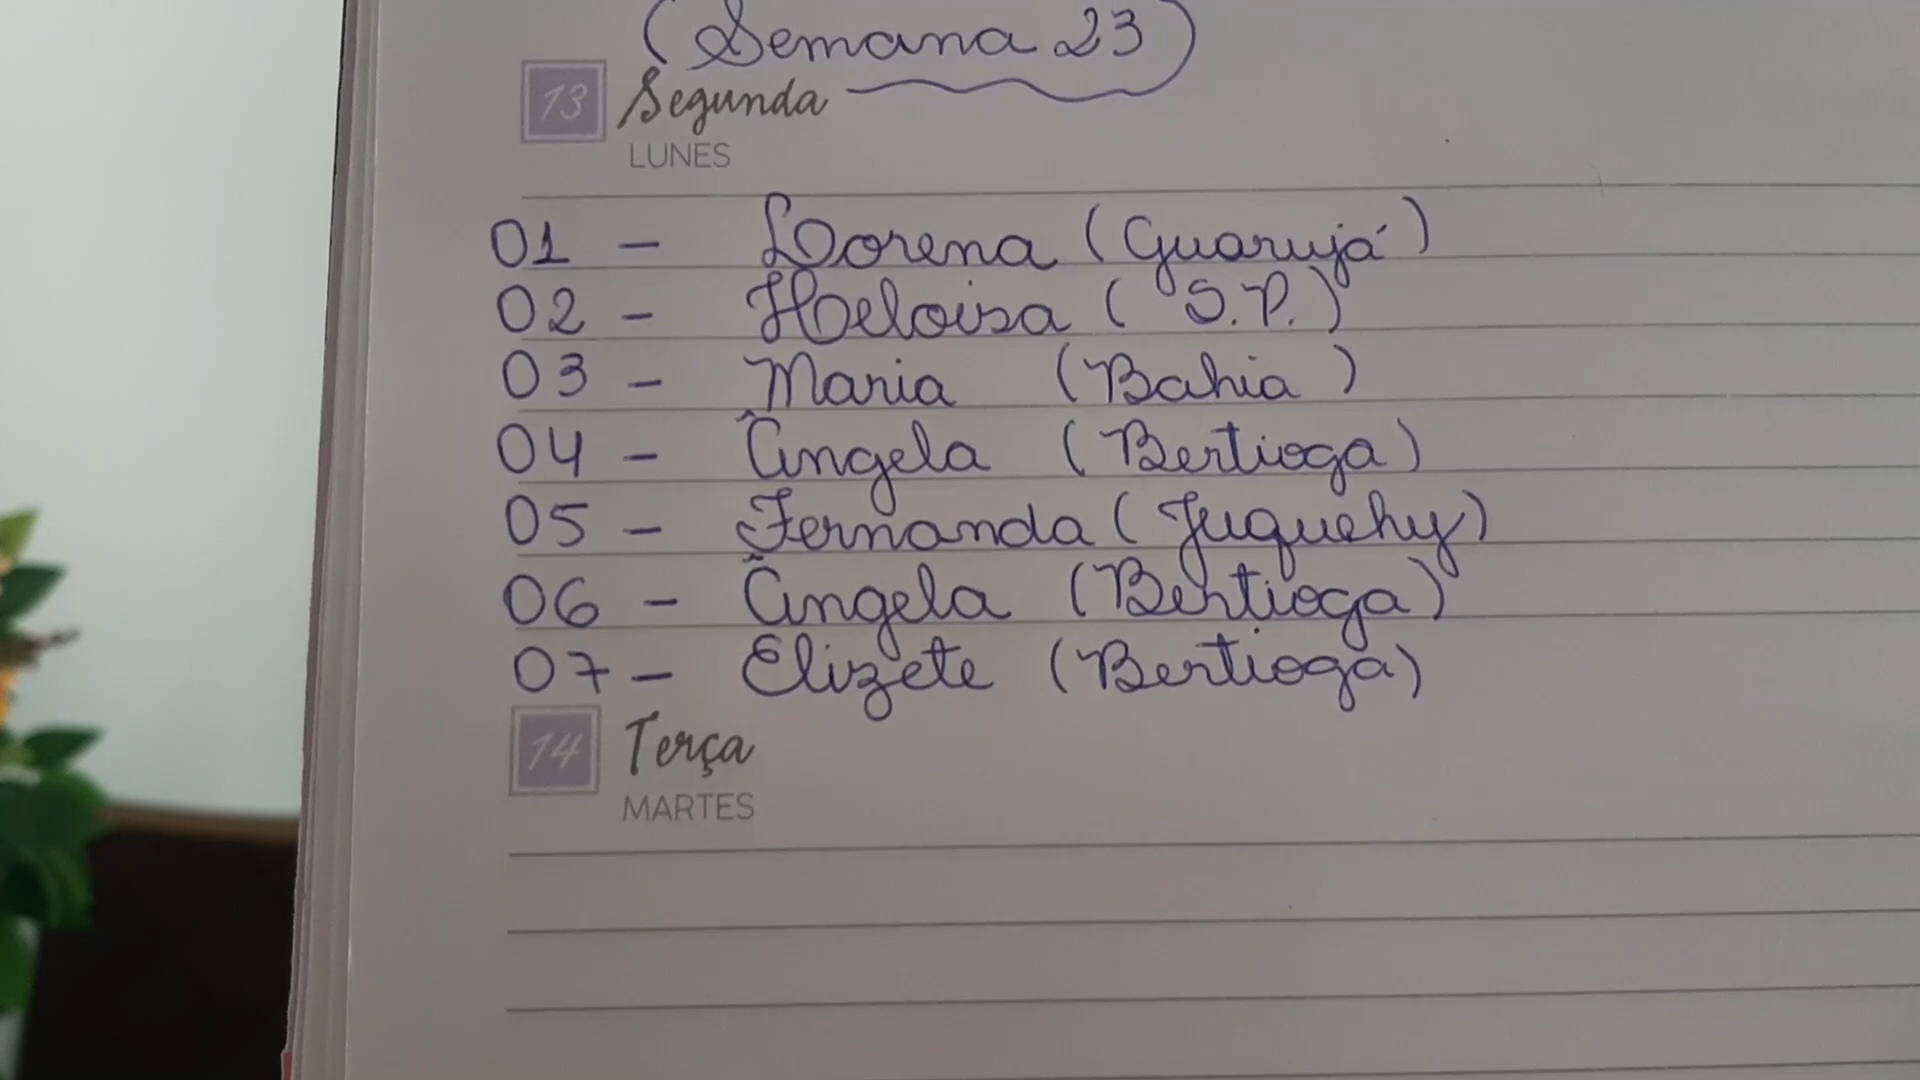 (Semana 23)
13 Segunda
LUNES
01 - Lorena (Guarujá)
02 - Heloisa (S.P.)
03 - Maria (Bahia)
04 - Ângela (Bertioga)
05 - Fernanda (Juquehy)
06 - Ângela (Bertioga)
07 - Elizete (Bertioga)
14 Terça
MARTES